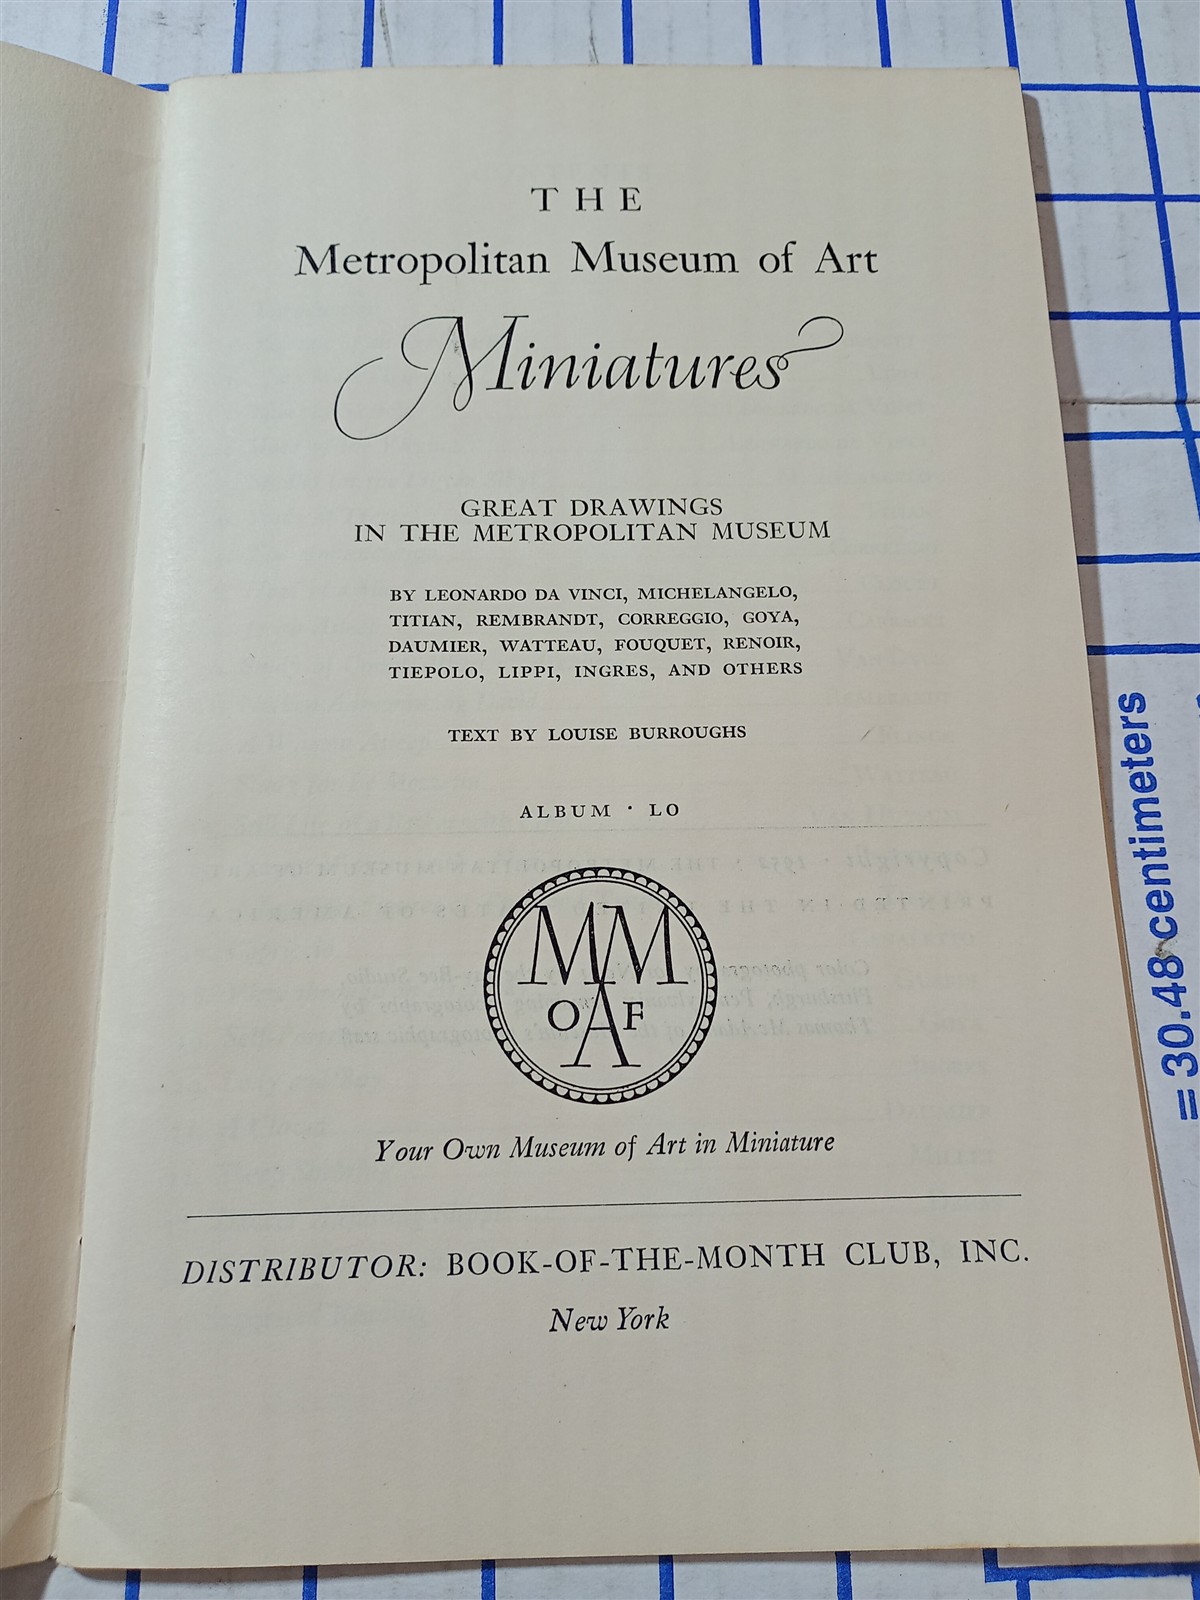 THE
Metropolitan Museum of Art
Miniatures
GREAT DRAWINGS
IN THE METROPOLITAN MUSEUM
BY LEONARDO DA VINCI, MICHELANGELO,
TITIAN, REMBRANDT, CORREGGIO, GOYA,
DAUMIER, WATTEAU, FOUQUET, RENOIR,
TIEPOLO, LIPPI, INGRES, AND OTHERS
TEXT BY LOUISE BURROUGHS
ALBUM · LO
MM
OAF
Your Own Museum of Art in Miniature
DISTRIBUTOR: BOOK-OF-THE-MONTH CLUB, INC.
New York
= 30.48 centimeters